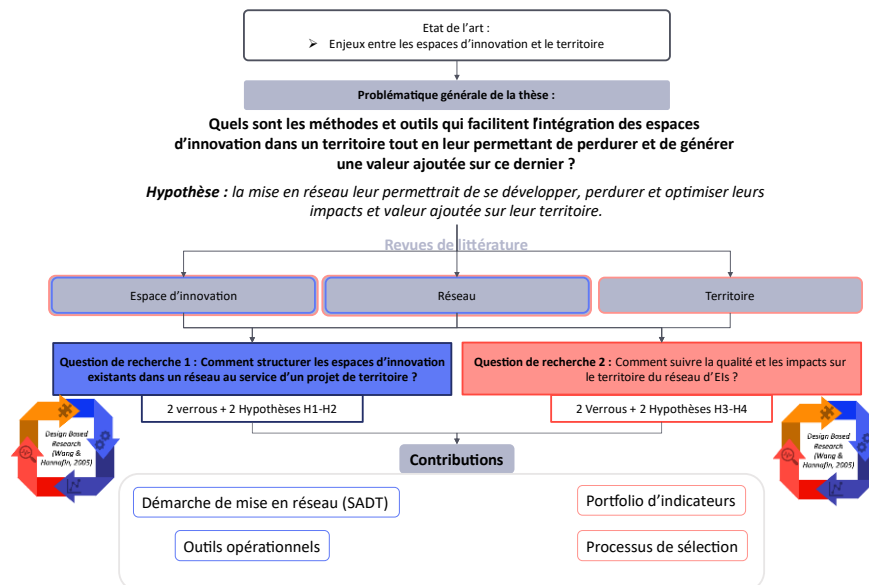 Etat de l'art :
➢ Enjeux entre les espaces d'innovation et le territoire
Problématique générale de la thèse :
Quels sont les méthodes et outils qui facilitent l'intégration des espaces
d'innovation dans un territoire tout en leur permettant de perdurer et de générer
une valeur ajoutée sur ce dernier ?
Hypothèse : la mise en réseau leur permettrait de se développer, perdurer et optimiser leurs
impacts et valeur ajoutée sur leur territoire.
Revues de littérature
Espace d'innovation
Réseau
Territoire
Question de recherche 1 : Comment structurer les espaces d'innovation
existants dans un réseau au service d'un projet de territoire ?
Question de recherche 2 : Comment suivre la qualité et les impacts sur
le territoire du réseau d'EIs ?
2 verrous + 2 Hypothèses H1-H2
2 Verrous + 2 Hypothèses H3-H4
Design Based
Research
(Wang &
Hannafin, 2005)
Design Based
Research
(Wang &
Hannafin, 2005)
Contributions
Démarche de mise en réseau (SADT)
Portfolio d'indicateurs
Outils opérationnels
Processus de sélection